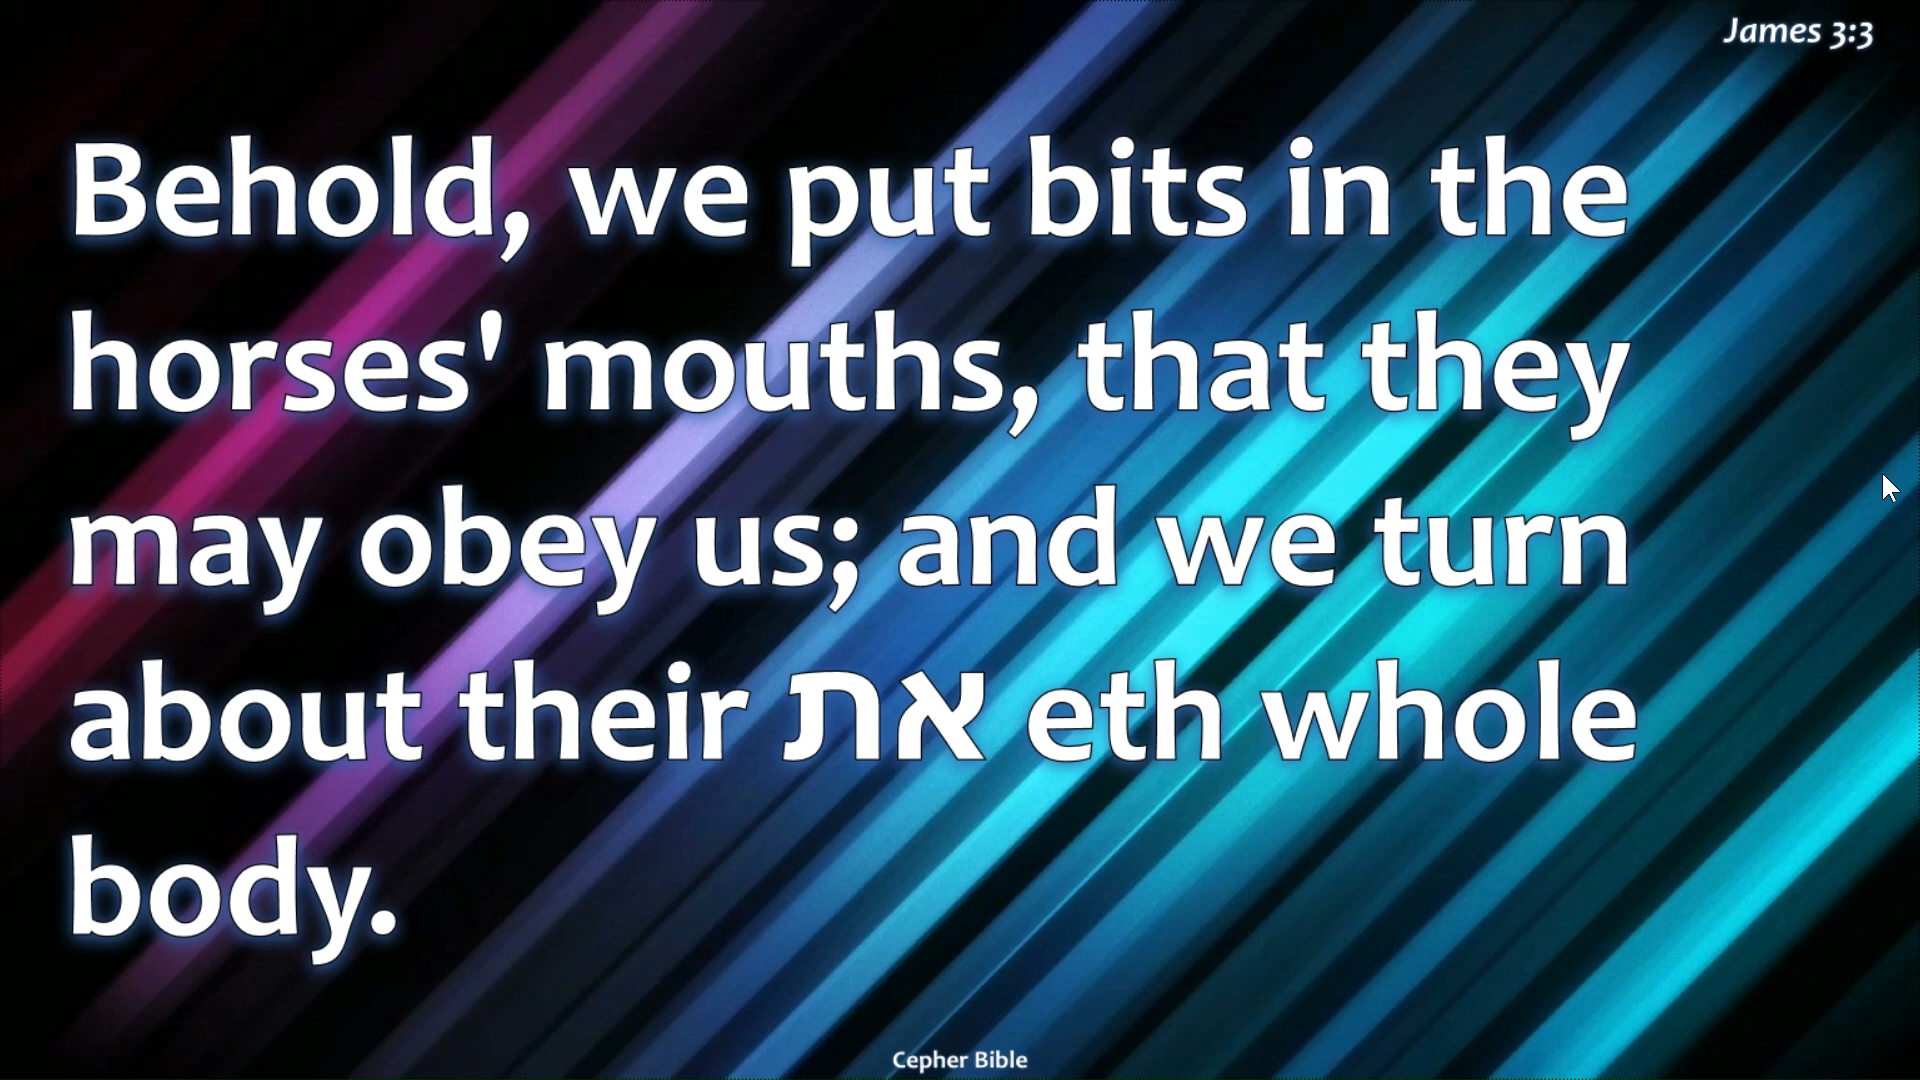 James 3:3
Behold, we put bits in the
horses' mouths, that they
may obey us; and we turn
about their את eth whole
body.
Cepher Bible